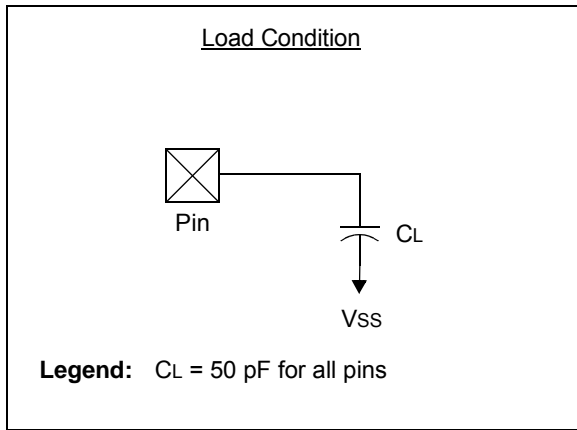 Load Condition
Pin
CL
VSS
Legend: CL = 50 pF for all pins